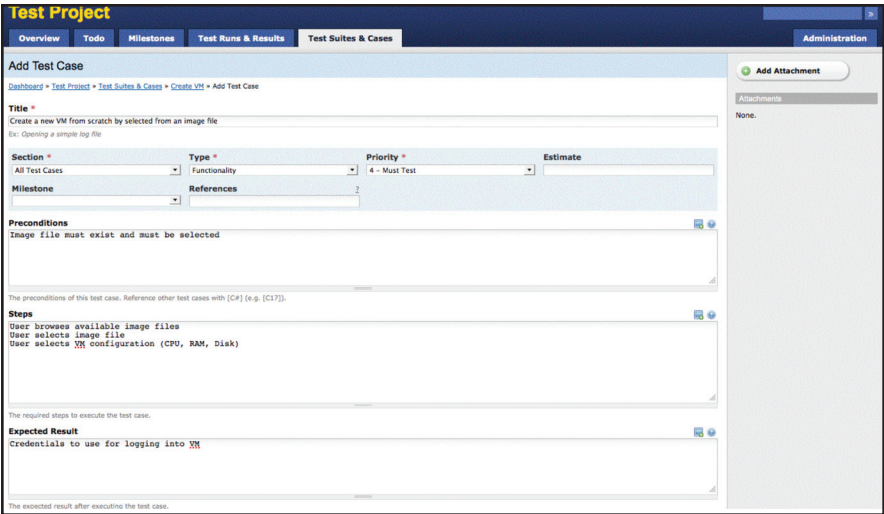 Test Project
»
Overview Todo Milestones Test Runs & Results Test Suites & Cases Administration
Add Test Case
Dashboard » Test Project » Test Suites & Cases » Create VM » Add Test Case
Title *
Create a new VM from scratch by selected from an image file
Ex: Opening a simple log file
Section * Type * Priority * Estimate
All Test Cases Functionality 4 - Must Test
Milestone References ?
Preconditions
Image file must exist and must be selected
The preconditions of this test case. Reference other test cases with [C#] (e.g. [C17]).
Steps
User browses available image files
User selects image file
User selects VM configuration (CPU, RAM, Disk)
The required steps to execute the test case.
Expected Result
Credentials to use for logging into VM
The expected result after executing the test case.
Add Attachment
Attachments
None.